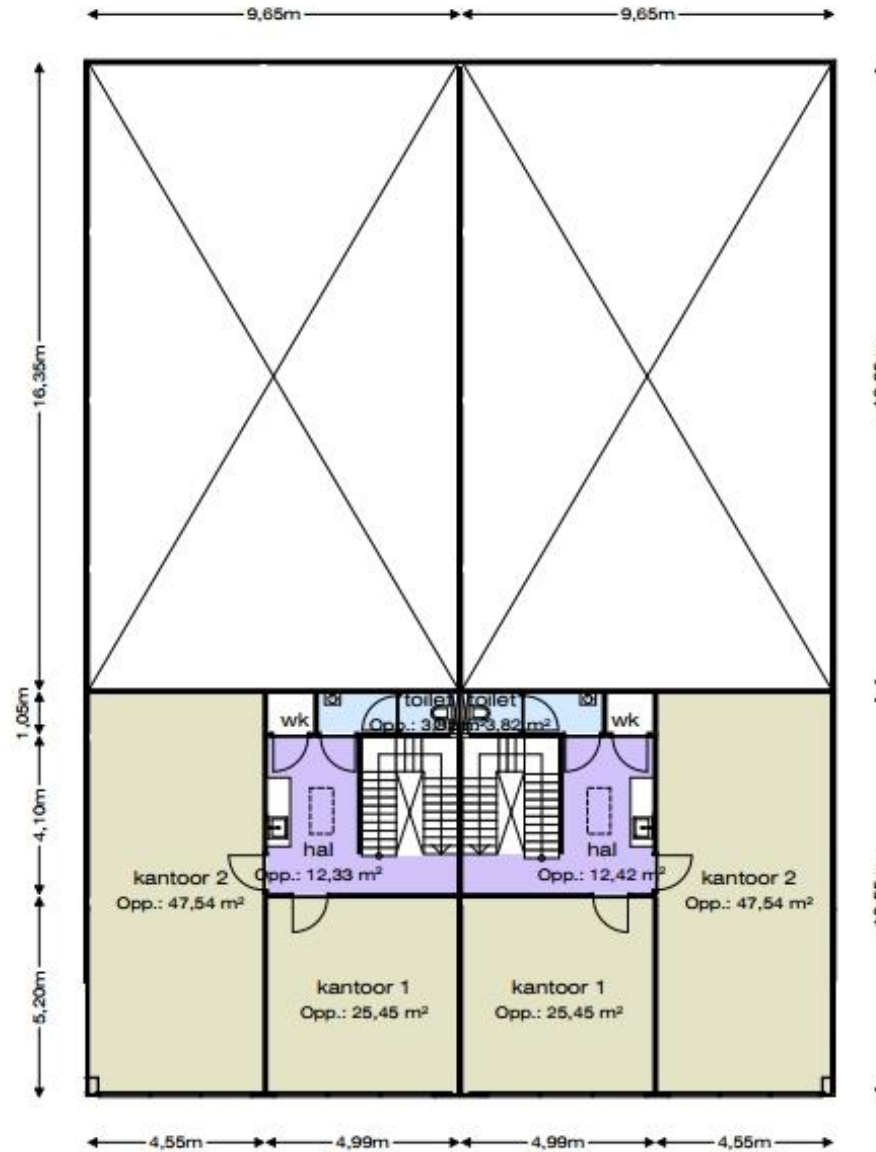 9,65m
9,65m
16,35m
1,05m
toilet
toilet
wk
wk
3,82 m²
4,10m
hal
hal
Opp.: 12,33 m²
Opp.: 12,42 m²
kantoor 2
kantoor 2
Opp.: 47,54 m²
Opp.: 47,54 m²
5,20m
kantoor 1
kantoor 1
Opp.: 25,45 m²
Opp.: 25,45 m²
4,55m
4,99m
4,99m
4,55m